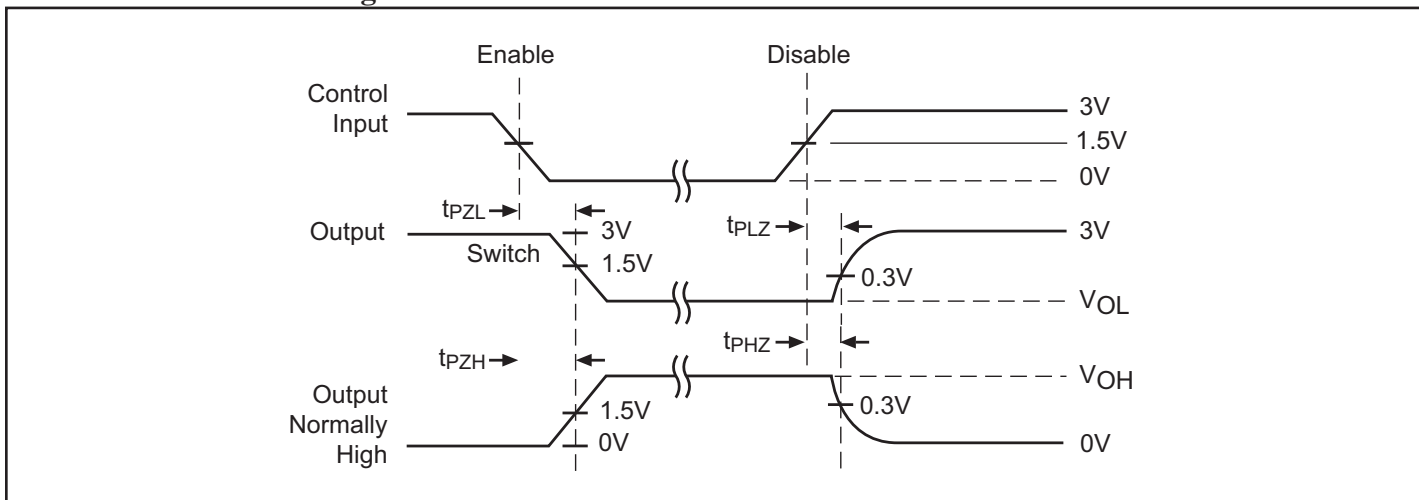 Enable
Disable
Control
Input
3V
1.5V
0V
tPZL
tPLZ
Output
Switch
3V
1.5V
0.3V
3V
VOL
tPZH
tPHZ
Output
Normally
High
1.5V
0V
0.3V
VOH
0V